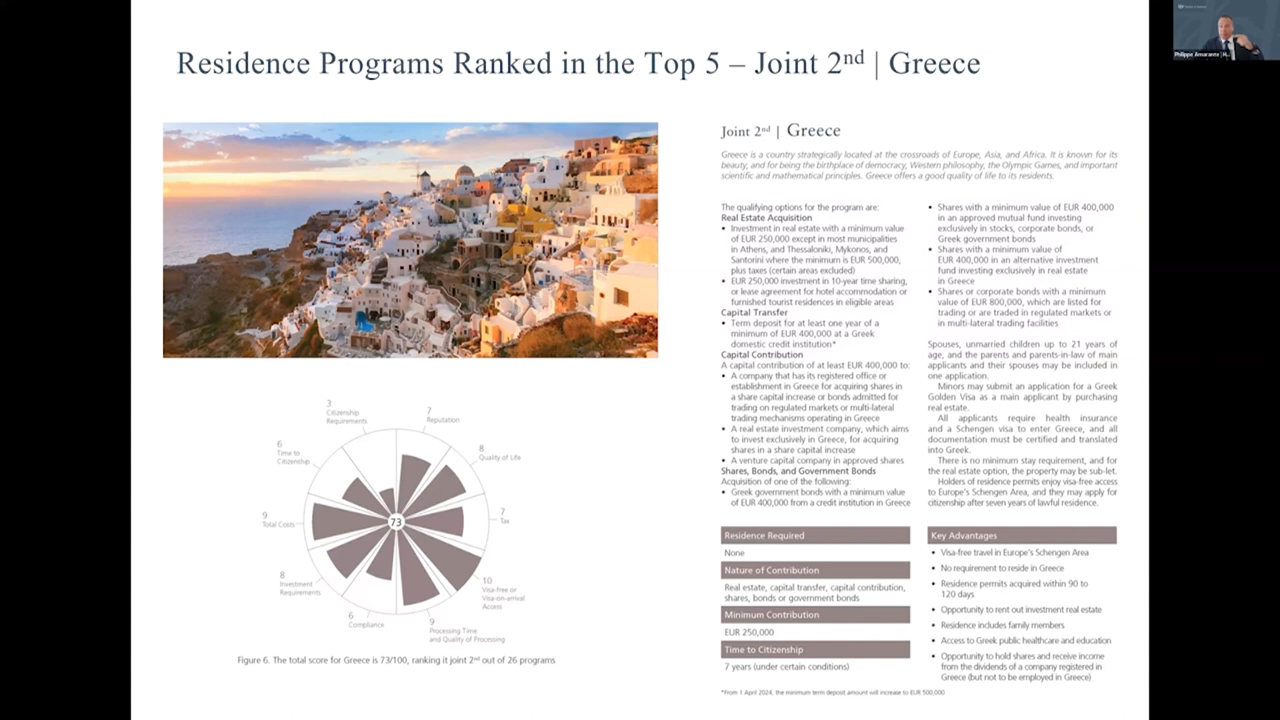 Residence Programs Ranked in the Top 5 – Joint 2nd | Greece
Philippe Amarante | H...
Joint 2nd | Greece
Greece is a country strategically located at the crossroads of Europe, Asia, and Africa. It is known for its
beauty, and for being the birthplace of democracy, Western philosophy, the Olympic Games, and important
scientific and mathematical principles. Greece offers a good quality of life to its residents.
The qualifying options for the program are:
Real Estate Acquisition
• Investment in real estate with a minimum value
of EUR 250,000 except in most municipalities
in Athens, and Thessaloniki, Mykonos, and
Santorini where the minimum is EUR 500,000,
plus taxes (certain areas excluded)
• EUR 250,000 investment in 10-year time sharing,
or lease agreement for hotel accommodation or
furnished tourist residences in eligible areas
Capital Transfer
• Term deposit for at least one year of a
minimum of EUR 400,000 at a Greek
domestic credit institution*
Capital Contribution
A capital contribution of at least EUR 400,000 to:
• A company that has its registered office or
establishment in Greece for acquiring shares in
a share capital increase or bonds admitted for
trading on regulated markets or multi-lateral
trading mechanisms operating in Greece
• A real estate investment company, which aims
to invest exclusively in Greece, for acquiring
shares in a share capital increase
• A venture capital company in approved shares
Shares, Bonds, and Government Bonds
Acquisition of one of the following:
• Greek government bonds with a minimum value
of EUR 400,000 from a credit institution in Greece
• Shares with a minimum value of EUR 400,000
in an approved mutual fund investing
exclusively in stocks, corporate bonds, or
Greek government bonds
• Shares with a minimum value of
EUR 400,000 in an alternative investment
fund investing exclusively in real estate
in Greece
• Shares or corporate bonds with a minimum
value of EUR 800,000, which are listed for
trading or are traded in regulated markets or
in multi-lateral trading facilities
Spouses, unmarried children up to 21 years of
age, and the parents and parents-in-law of main
applicants and their spouses may be included in
one application.
Minors may submit an application for a Greek
Golden Visa as a main applicant by purchasing
real estate.
All applicants require health insurance
and a Schengen visa to enter Greece, and all
documentation must be certified and translated
into Greek.
There is no minimum stay requirement, and for
the real estate option, the property may be sub-let.
Holders of residence permits enjoy visa-free access
to Europe's Schengen Area, and they may apply for
citizenship after seven years of lawful residence.
3
Citizenship
Requirements
7
Reputation
8
Quality of Life
7
Tax
10
Visa-free or
Visa-on-arrival
Access
9
Processing Time
and Quality of Processing
6
Compliance
8
Investment
Requirements
9
Total Costs
6
Time to
Citizenship
73
Figure 6. The total score for Greece is 73/100, ranking it joint 2nd out of 26 programs
Residence Required
None
Nature of Contribution
Real estate, capital transfer, capital contribution,
shares, bonds or government bonds
Minimum Contribution
EUR 250,000
Time to Citizenship
7 years (under certain conditions)
Key Advantages
• Visa-free travel in Europe's Schengen Area
• No requirement to reside in Greece
• Residence permits acquired within 90 to
120 days
• Opportunity to rent out investment real estate
• Residence includes family members
• Access to Greek public healthcare and education
• Opportunity to hold shares and receive income
from the dividends of a company registered in
Greece (but not to be employed in Greece)
*From 1 April 2024, the minimum term deposit amount will increase to EUR 500,000